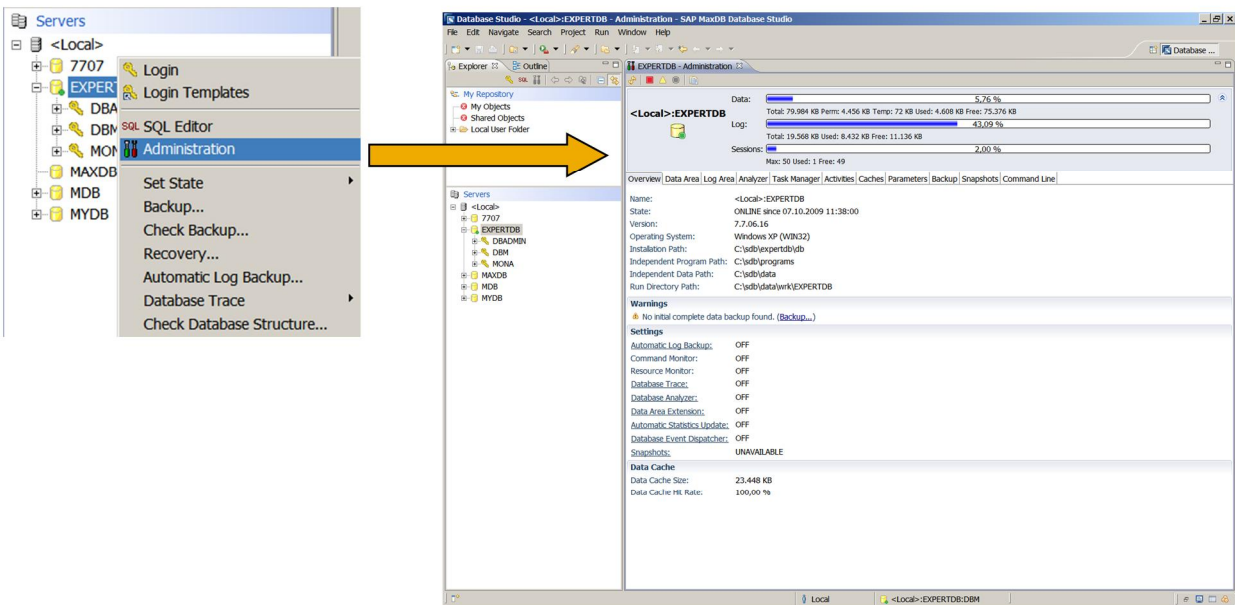 Servers
<Local>
7707
EXPERT
DBA
DBM
MON
MAXDB
MDB
MYDB
Login
Login Templates
SQL SQL Editor
Administration
Set State
Backup...
Check Backup...
Recovery...
Automatic Log Backup...
Database Trace
Check Database Structure...
Database Studio - <Local>:EXPERTDB - Administration - SAP MaxDB Database Studio
File Edit Navigate Search Project Run Window Help
Database ...
Explorer Outline
SQL
My Repository
My Objects
Shared Objects
Local User Folder
Servers
<Local>
7707
EXPERTDB
DBADMIN
DBM
MONA
MAXDB
MDB
MYDB
EXPERTDB - Administration
<Local>::EXPERTDB
Data: 5,76 %
Total: 79.984 KB Perm: 4.456 KB Temp: 72 KB Used: 4.608 KB Free: 75.376 KB
Log: 43,09 %
Total: 19.568 KB Used: 8.432 KB Free: 11.136 KB
Sessions: 2,00 %
Max: 50 Used: 1 Free: 49
Overview Data Area Log Area Analyzer Task Manager Activities Caches Parameters Backup Snapshots Command Line
Name: <Local>:EXPERTDB
State: ONLINE since 07.10.2009 11:38:00
Version: 7.7.06.16
Operating System: Windows XP (WIN32)
Installation Path: C:\sdb\expertdb\db
Independent Program Path: C:\sdb\programs
Independent Data Path: C:\sdb\data
Run Directory Path: C:\sdb\data\wrk\EXPERTDB
Warnings
No initial complete data backup found. (Backup...)
Settings
Automatic Log Backup: OFF
Command Monitor: OFF
Resource Monitor: OFF
Database Trace: OFF
Database Analyzer: OFF
Data Area Extension: OFF
Automatic Statistics Update: OFF
Database Event Dispatcher: OFF
Snapshots: UNAVAILABLE
Data Cache
Data Cache Size: 23.448 KB
Data Cache Hit Rate: 100,00 %
Local
<Local>:EXPERTDB:DBM